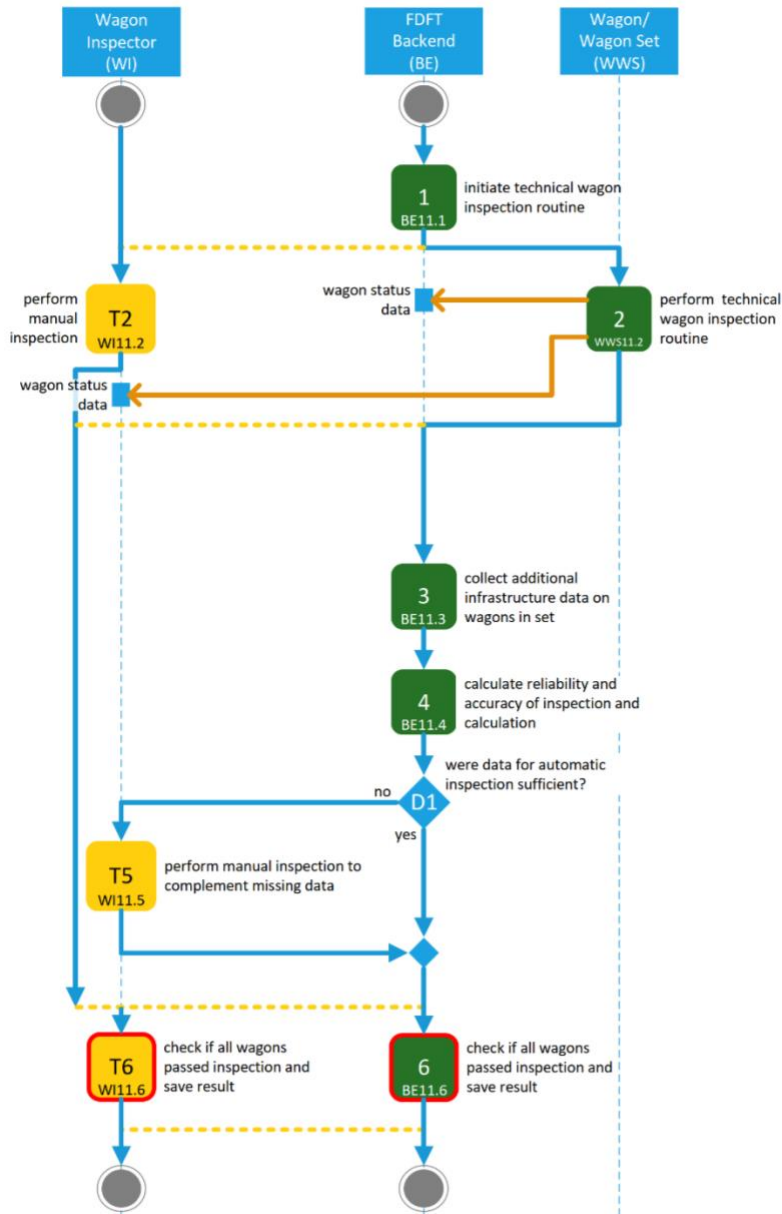 Wagon
Inspector
(WI)
FDFT
Backend
(BE)
Wagon/
Wagon Set
(WWS)
1
BE11.1
initiate technical wagon
inspection routine
perform
manual
inspection
T2
WI11.2
wagon status
data
2
WWS11.2
perform technical
wagon inspection
routine
wagon status
data
3
BE11.3
collect additional
infrastructure data on
wagons in set
4
BE11.4
calculate reliability and
accuracy of inspection and
calculation
were data for automatic
inspection sufficient?
no
D1
yes
T5
WI11.5
perform manual inspection to
complement missing data
T6
WI11.6
check if all wagons
passed inspection and
save result
6
BE11.6
check if all wagons
passed inspection and
save result